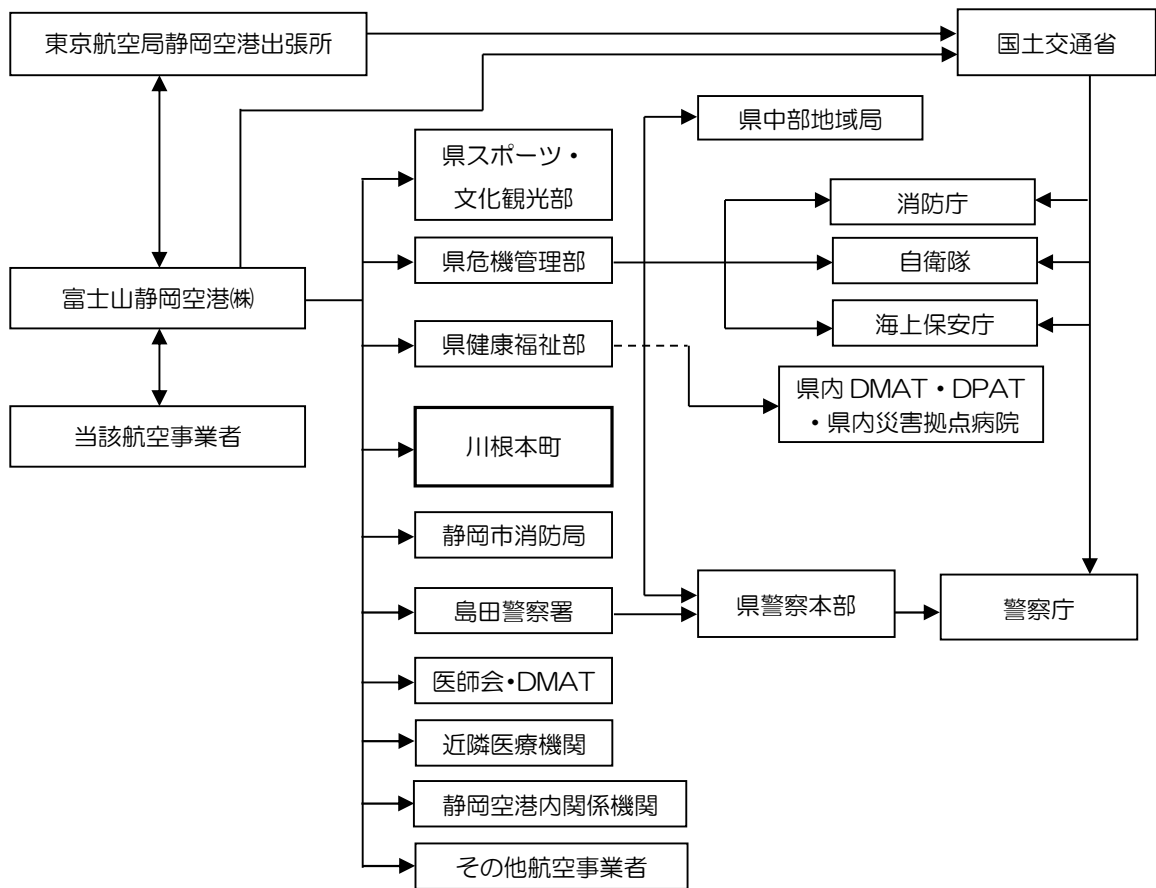 東京航空局静岡空港出張所
国土交通省
県中部地域局
県スポーツ・
文化観光部
消防庁
県危機管理部
自衛隊
富士山静岡空港㈱
海上保安庁
県健康福祉部
県内 DMAT・DPAT
・県内災害拠点病院
当該航空事業者
川根本町
静岡市消防局
島田警察署
県警察本部
警察庁
医師会・DMAT
近隣医療機関
静岡空港内関係機関
その他航空事業者